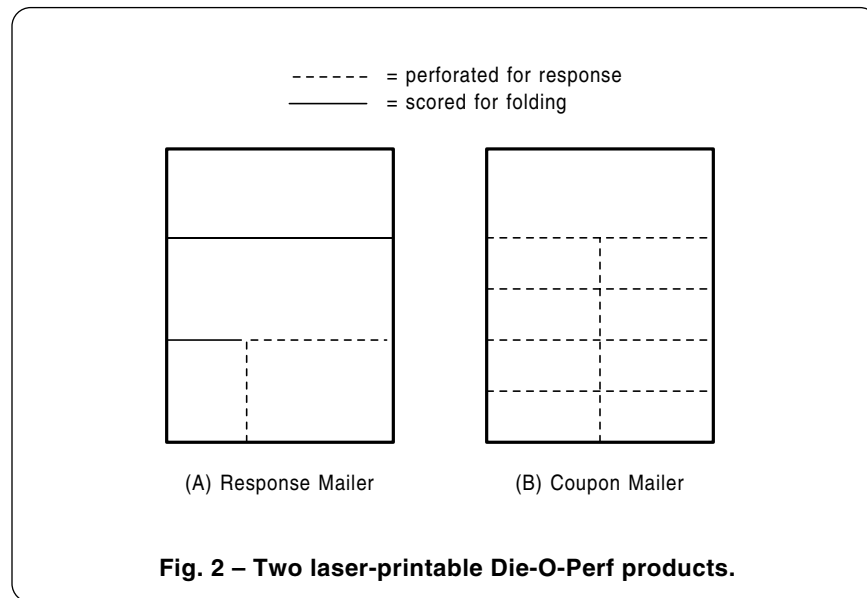 = perforated for response
= scored for folding
(A) Response Mailer
(B) Coupon Mailer
Fig. 2 – Two laser-printable Die-O-Perf products.